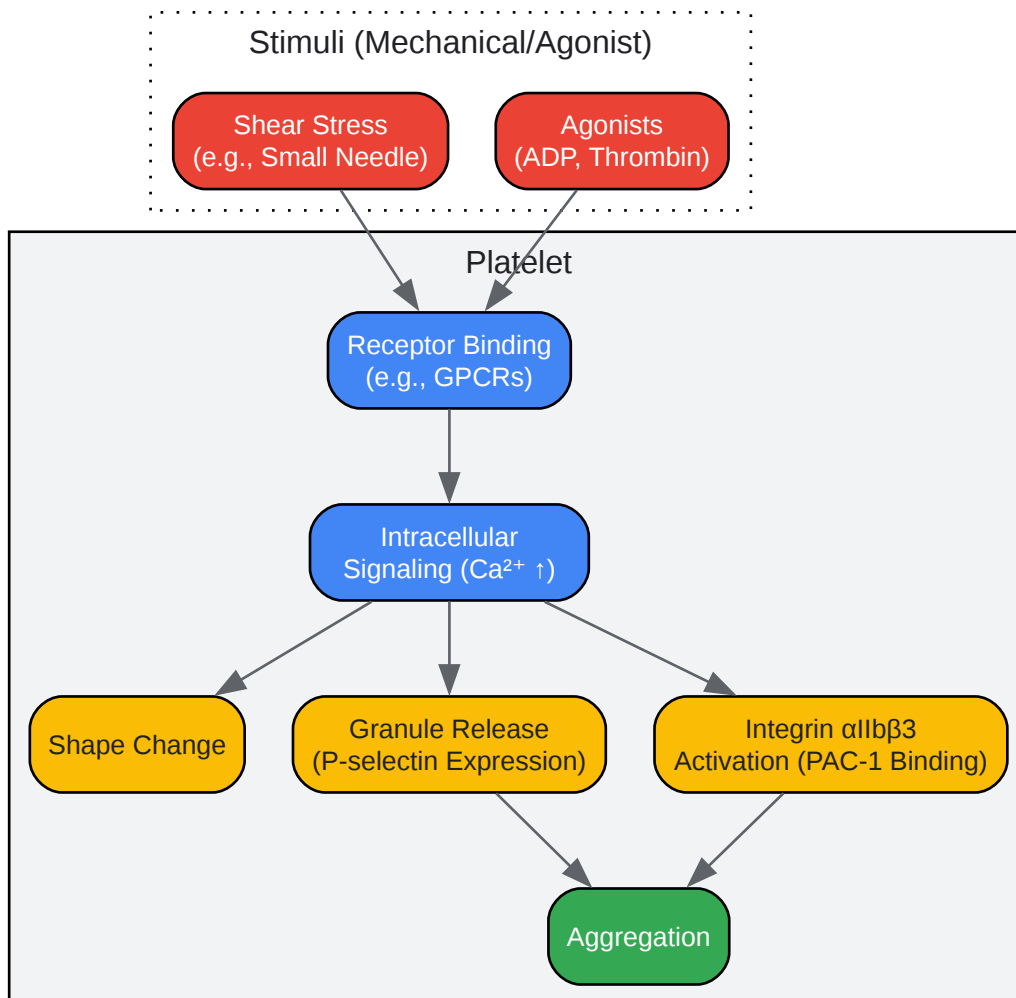 Stimuli (Mechanical/Agonist)
Shear Stress
(e.g., Small Needle)
Agonists
(ADP, Thrombin)
Platelet
Receptor Binding
(e.g., GPCRs)
Intracellular
Signaling (Ca²⁺ ↑)
Shape Change
Granule Release
(P-selectin Expression)
Integrin αIIbβ3
Activation (PAC-1 Binding)
Aggregation